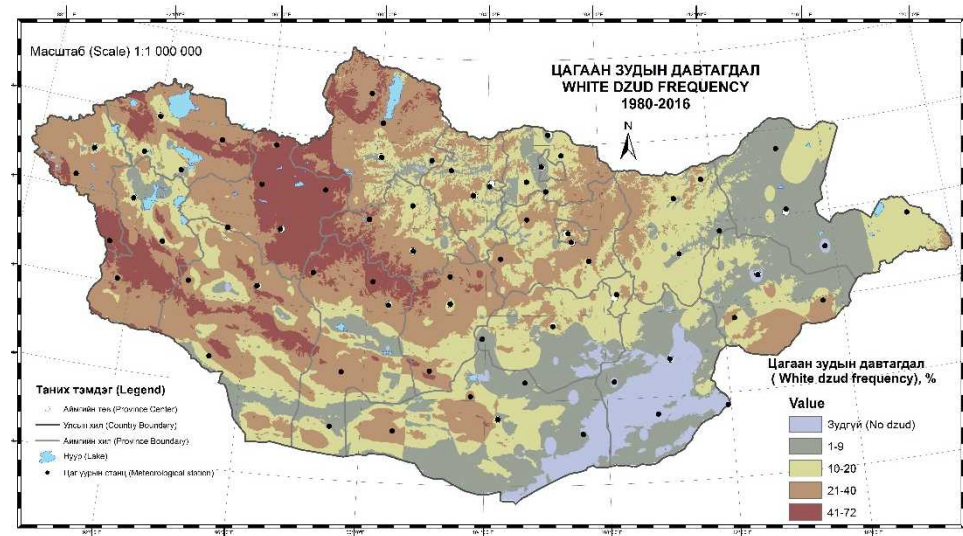 Масштаб (Scale) 1:1 000 000
ЦАГААН ЗУДЫН ДАВТАГДАЛ
WHITE DZUD FREQUENCY
1980-2016
N
Таних тэмдэг (Legend)
Аймгийн төв (Province Center)
Улсын хил (Country Boundary)
Аймгийн хил (Province Boundary)
Нуур (Lake)
Цаг уурын станц (Meteorological station)
Цагаан зудын давтагдал
( White dzud frequency), %
Value
Зудгүй (No dzud)
1-9
10-20
21-40
41-72